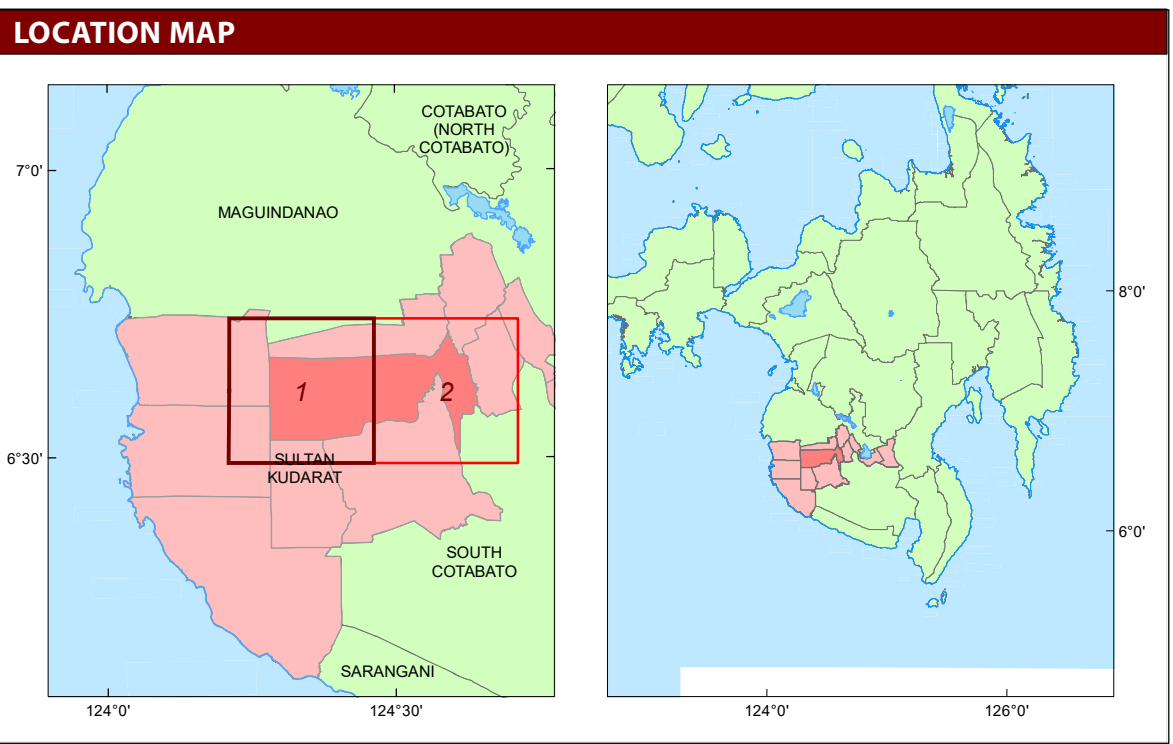 LOCATION MAP
COTABATO
(NORTH
COTABATO)
7°0'
MAGUINDANAO
1
2
6°30'
SULTAN
KUDARAT
SOUTH
COTABATO
SARANGANI
124°0'
124°30'
8°0'
6°0'
124°0'
126°0'